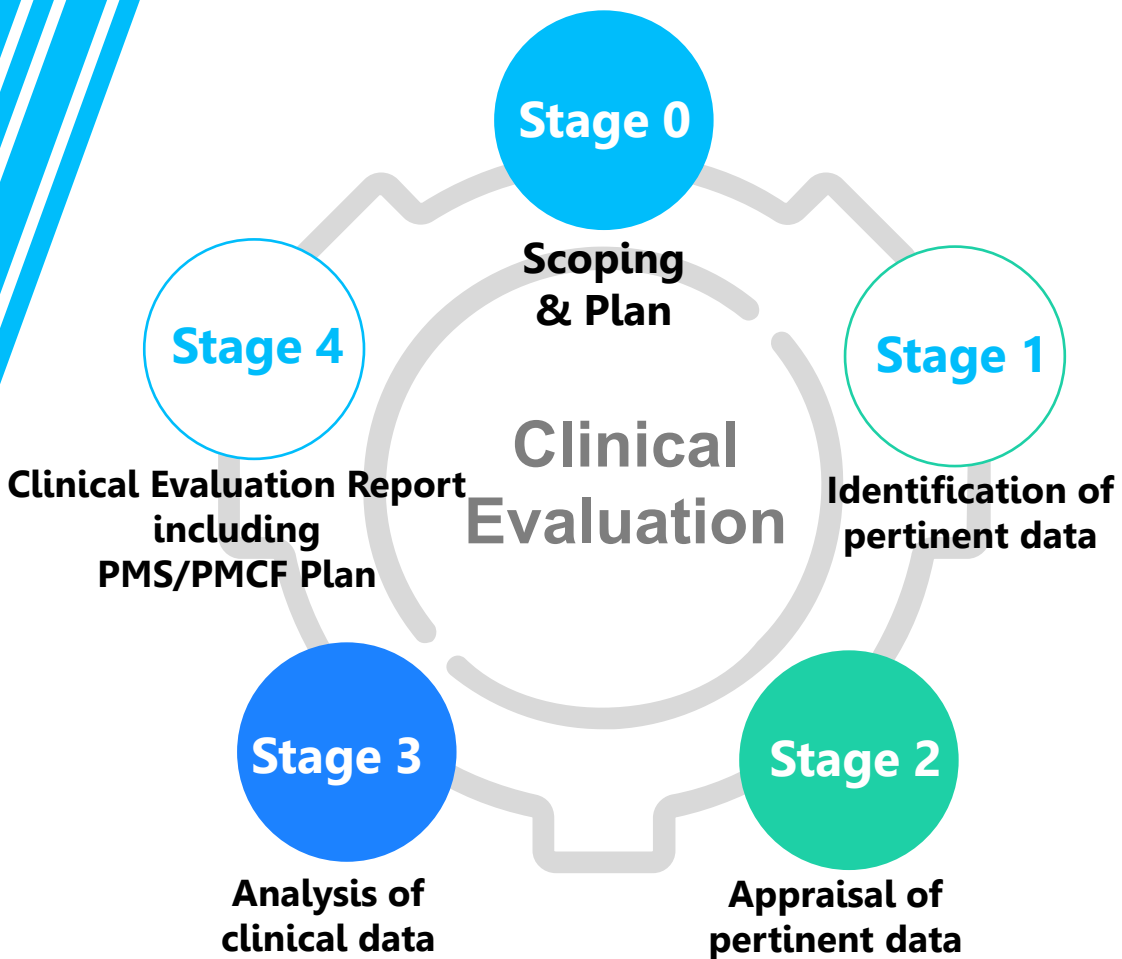 Stage 0
Scoping
& Plan
Stage 1
Identification of
pertinent data
Stage 2
Appraisal of
pertinent data
Stage 3
Analysis of
clinical data
Stage 4
Clinical Evaluation Report
including
PMS/PMCF Plan
Clinical
Evaluation